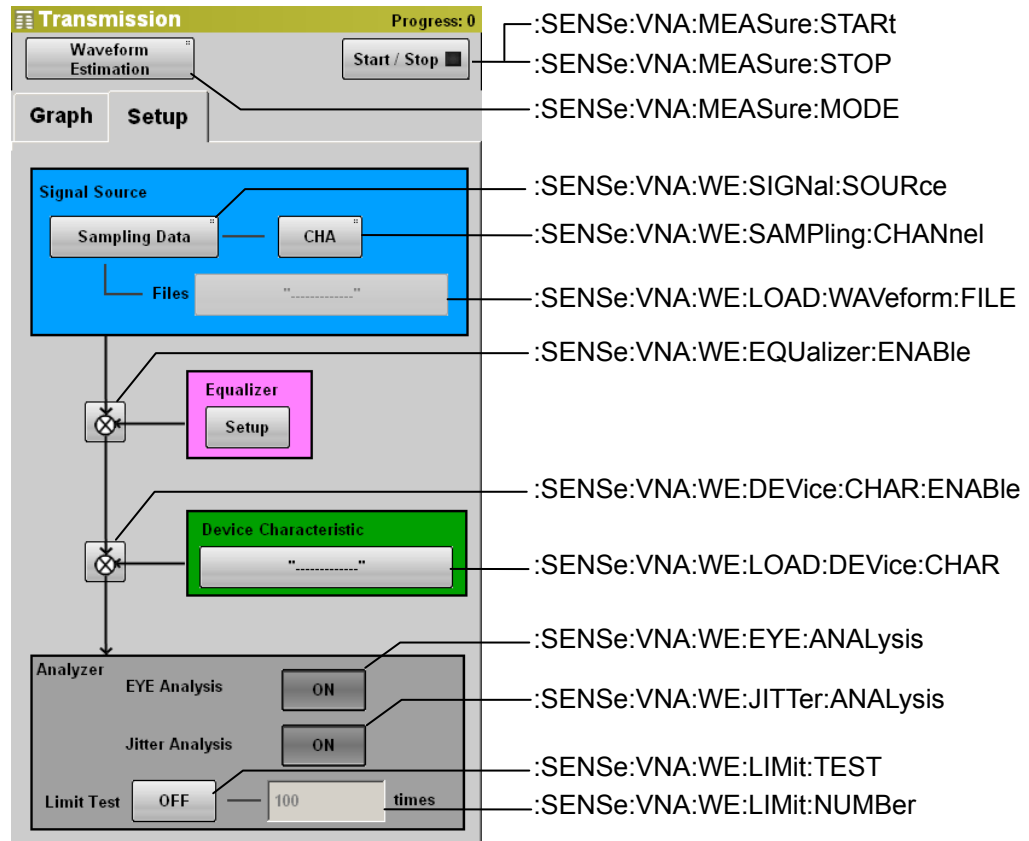 Transmission Progress: 0
Waveform
Estimation
Start / Stop
Graph Setup
Signal Source
Sampling Data CHA
Files "_____________"
Equalizer
Setup
Device Characteristic
"_____________"
Analyzer
EYE Analysis ON
Jitter Analysis ON
Limit Test OFF 100 times
:SENSe:VNA:MEASure:STARt
:SENSe:VNA:MEASure:STOP
:SENSe:VNA:MEASure:MODE
:SENSe:VNA:WE:SIGNal:SOURce
:SENSe:VNA:WE:SAMPling:CHANnel
:SENSe:VNA:WE:LOAD:WAVeform:FILE
:SENSe:VNA:WE:EQUalizer:ENABle
:SENSe:VNA:WE:DEVice:CHAR:ENABle
:SENSe:VNA:WE:LOAD:DEVice:CHAR
:SENSe:VNA:WE:EYE:ANALysis
:SENSe:VNA:WE:JITTer:ANALysis
:SENSe:VNA:WE:LIMit:TEST
:SENSe:VNA:WE:LIMit:NUMBer